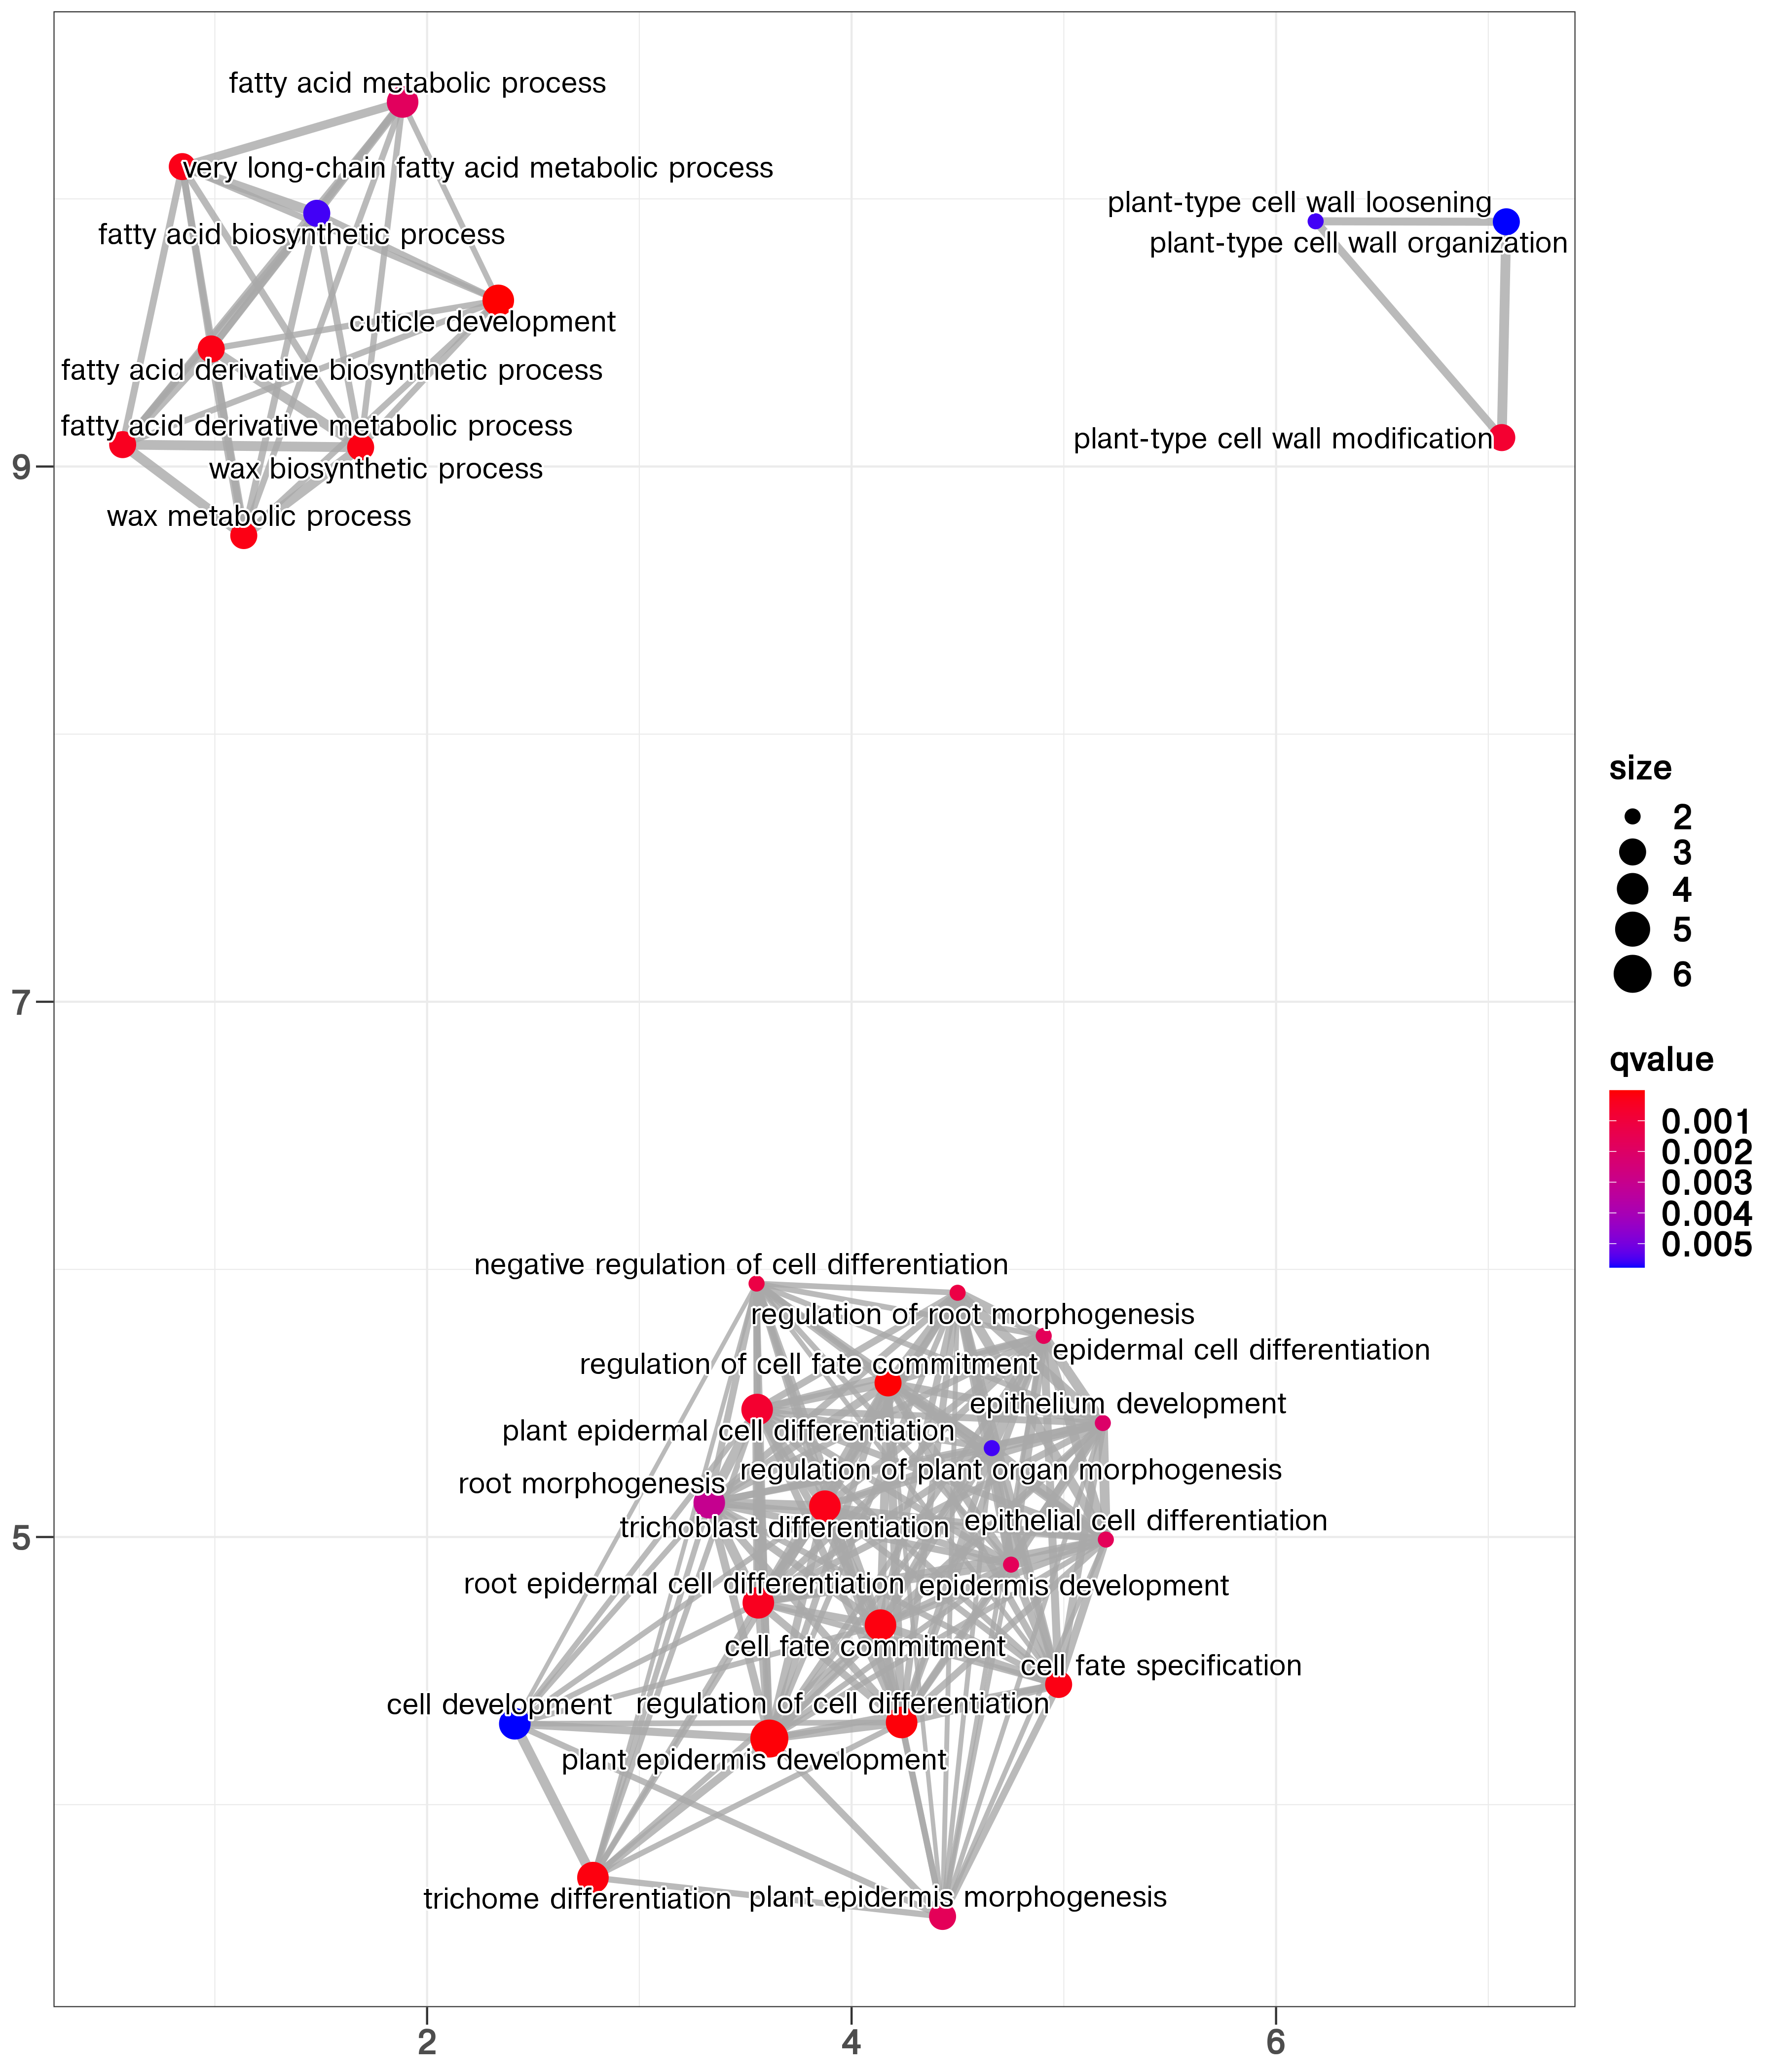 fatty acid metabolic process
very long-chain fatty acid metabolic process
fatty acid biosynthetic process
cuticle development
fatty acid derivative biosynthetic process
fatty acid derivative metabolic process
wax biosynthetic process
wax metabolic process
plant-type cell wall loosening
plant-type cell wall organization
plant-type cell wall modification
negative regulation of cell differentiation
regulation of root morphogenesis
epidermal cell differentiation
regulation of cell fate commitment
epithelium development
plant epidermal cell differentiation
regulation of plant organ morphogenesis
root morphogenesis
trichoblast differentiation
epithelial cell differentiation
root epidermal cell differentiation
epidermis development
cell fate commitment
cell fate specification
cell development
regulation of cell differentiation
plant epidermis development
trichome differentiation
plant epidermis morphogenesis
9
7
5
2
4
6
size
2
3
4
5
6
qvalue
0.001
0.002
0.003
0.004
0.005